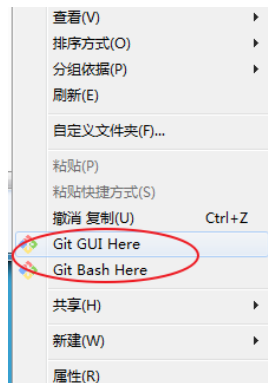 查看(V)
排序方式(O)
分组依据(P)
刷新(E)
自定义文件夹(F)...
粘贴(P)
粘贴快捷方式(S)
撤消 复制(U) Ctrl+Z
Git GUI Here
Git Bash Here
共享(H)
新建(W)
属性(R)